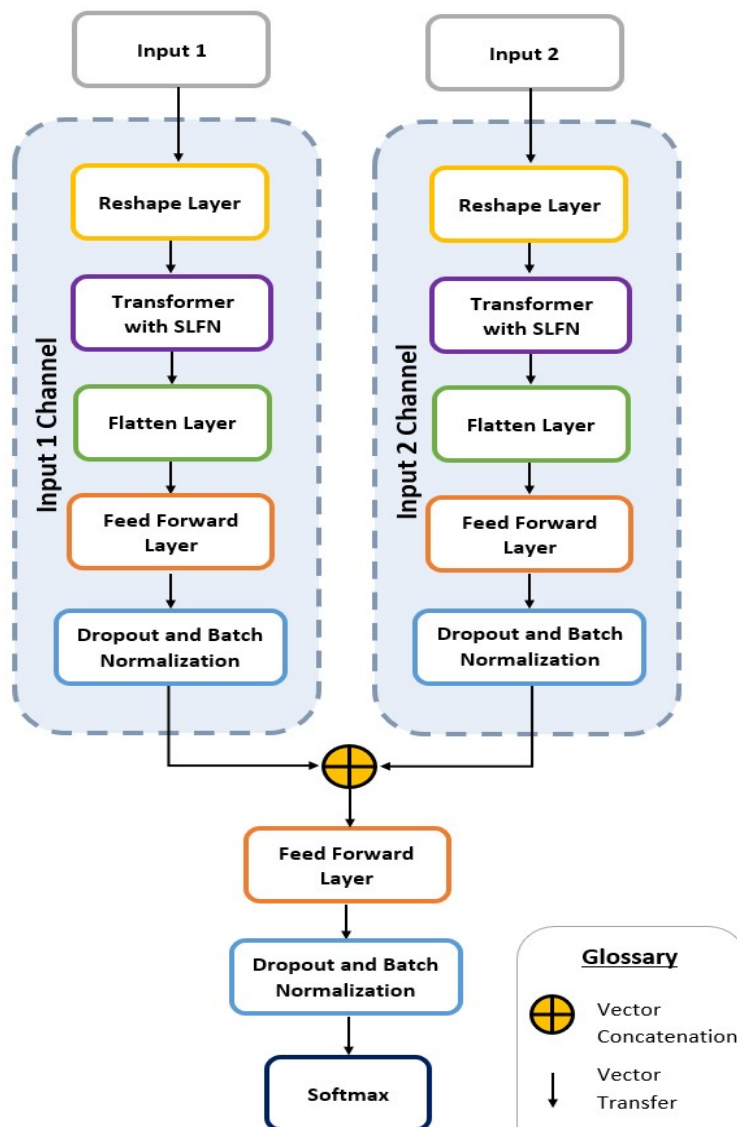 Input 1
Input 2
Input 1 Channel
Reshape Layer
Transformer
with SLFN
Flatten Layer
Feed Forward
Layer
Dropout and Batch
Normalization
Input 2 Channel
Reshape Layer
Transformer
with SLFN
Flatten Layer
Feed Forward
Layer
Dropout and Batch
Normalization
Feed Forward
Layer
Dropout and Batch
Normalization
Softmax
Glossary
Vector
Concatenation
Vector
Transfer